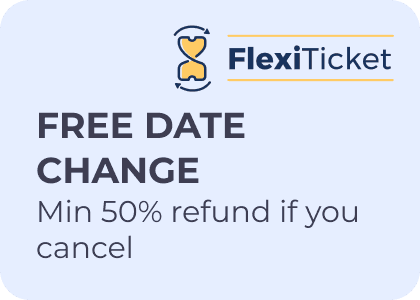 FlexiTicket
FREE DATE
CHANGE
Min 50% refund if you
cancel